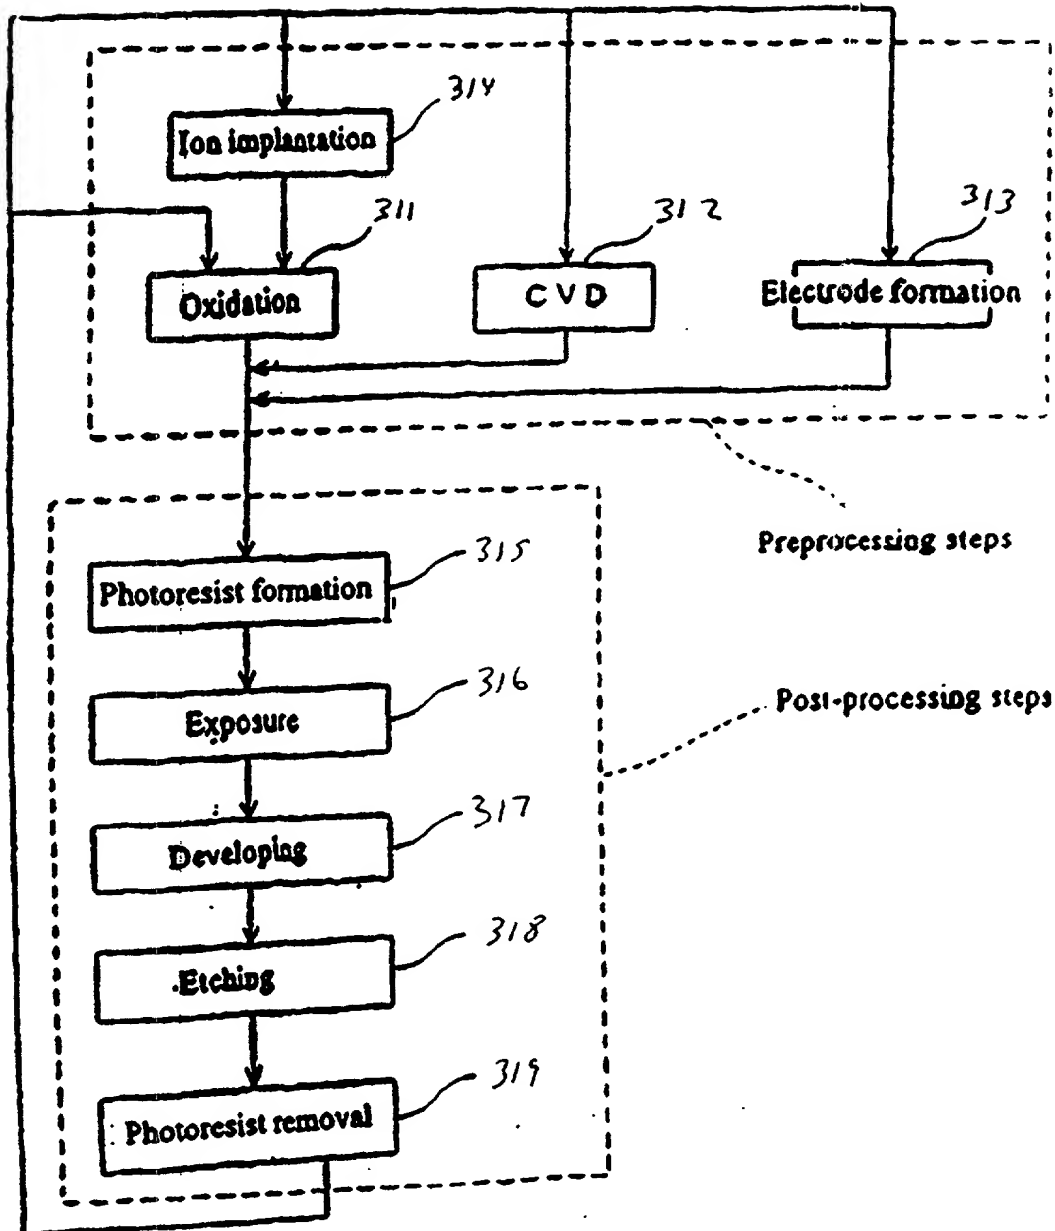 314
Ion implantation
311
312
313
Oxidation
CVD
Electrode formation
Preprocessing steps
315
Photoresist formation
316
Exposure
Post-processing steps
317
Developing
318
Etching
319
Photoresist removal